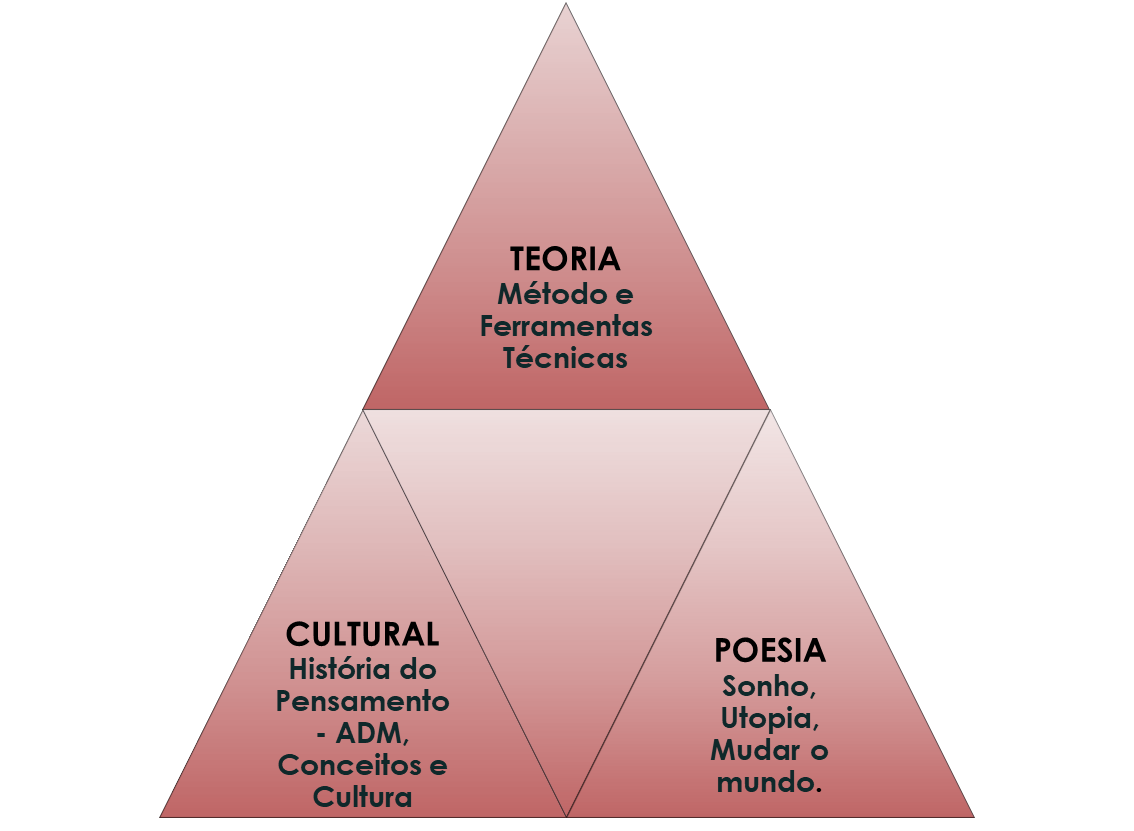 TEORIA
Método e
Ferramentas
Técnicas
CULTURAL
História do
Pensamento
- ADM,
Conceitos e
Cultura
POESIA
Sonho,
Utopia,
Mudar o
mundo.